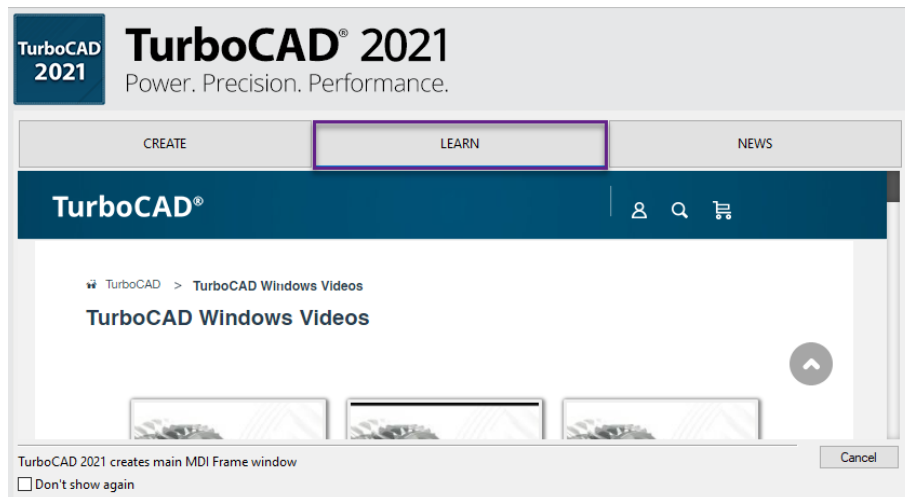 TurboCAD
2021
TurboCAD® 2021
Power. Precision. Performance.
CREATE LEARN NEWS
TurboCAD®
TurboCAD > TurboCAD Windows Videos
TurboCAD Windows Videos
TurboCAD 2021 creates main MDI Frame window
Cancel
Don't show again